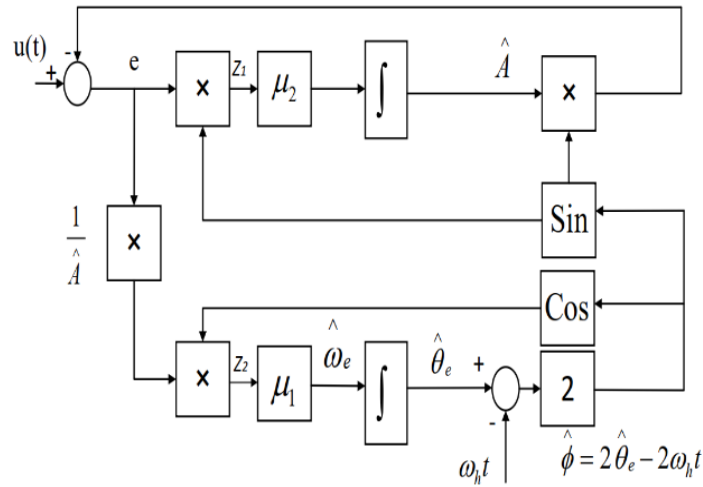 u(t)
-
+
e
×
z₁
μ₂
∫
Â
×
Sin
1/Â
×
Cos
×
z₂
μ₁
ω̂ₑ
∫
θ̂ₑ
+
-
2
ωₕt
ϕ̂ = 2θ̂ₑ − 2ωₕt